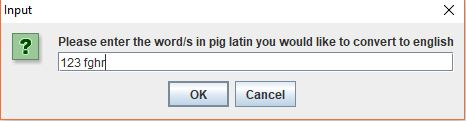 Input
Please enter the word/s in pig latin you would like to convert to english
123 fghr
OK Cancel